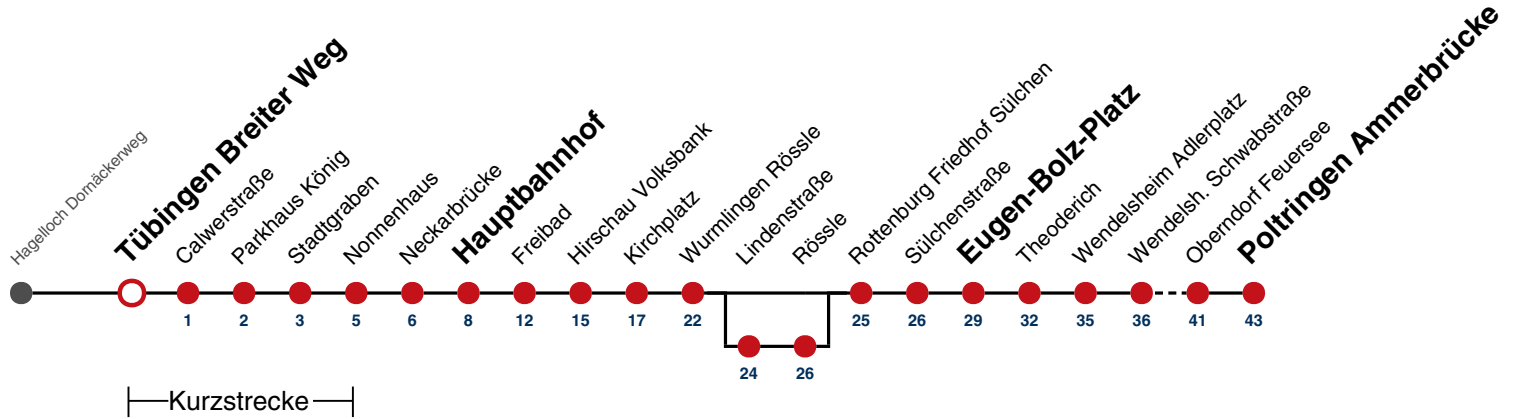 Hagelloch Dornäckerweg
Tübingen Breiter Weg
Calwerstraße
Parkhaus König
Stadtgraben
Nonnenhaus
Neckarbrücke
Hauptbahnhof
Freibad
Hirschau Volksbank
Kirchplatz
Wurmlingen Rössle
Lindenstraße
Rössle
Rottenburg Friedhof Sülchen
Sülchenstraße
Eugen-Bolz-Platz
Theoderich
Wendelsheim Adlerplatz
Wendelsh. Schwabstraße
Oberndorf Feuersee
Poltringen Ammerbrücke
1 2 3 5 6 8 12 15 17 22 25 26 29 32 35 36 41 43
24 26
Kurzstrecke